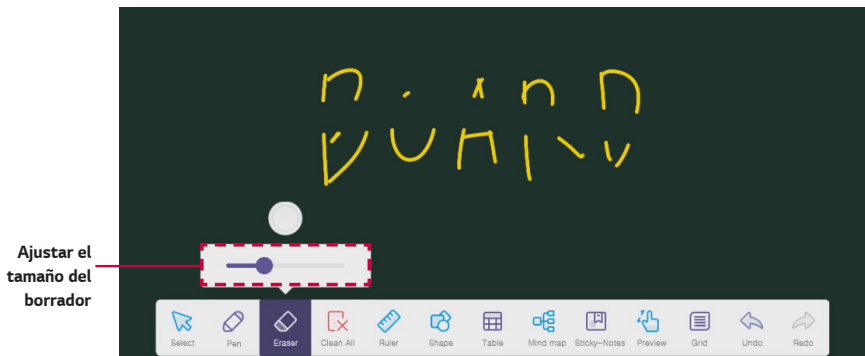 Ajustar el
tamaño del
borrador
Select Pen Eraser Clean All Ruler Shape Table Mind map Sticky-Notes Preview Grid Undo Redo